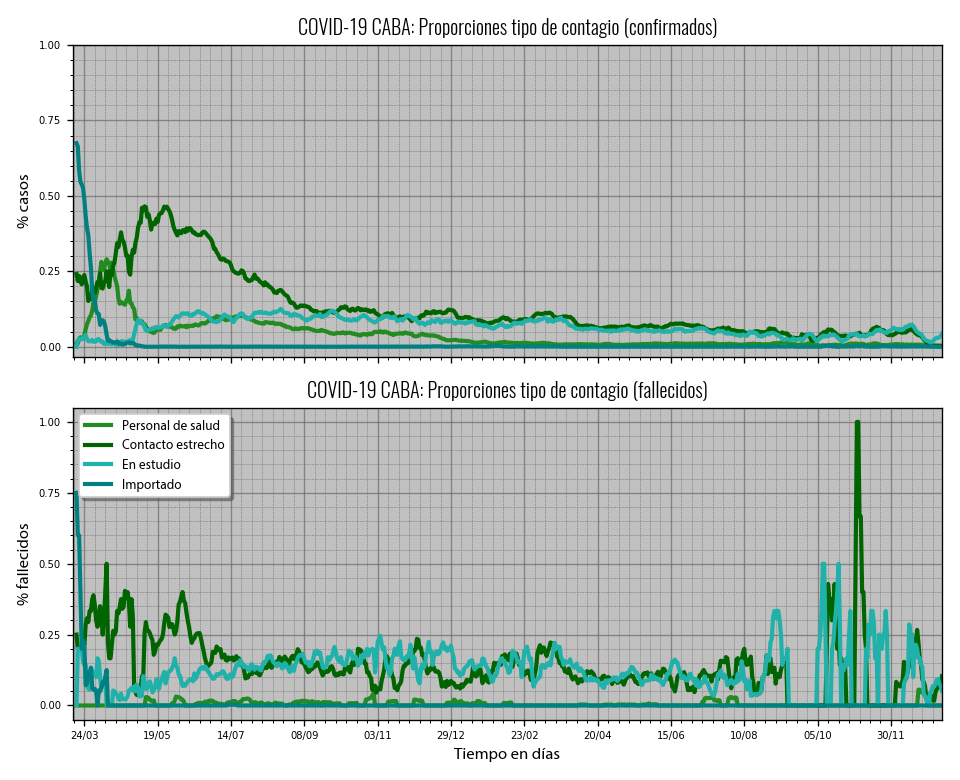 COVID-19 CABA: Proporciones tipo de contagio (confirmados)
1.00
0.75
0.50
0.25
0.00
% casos
COVID-19 CABA: Proporciones tipo de contagio (fallecidos)
1.00
0.75
0.50
0.25
0.00
% fallecidos
Personal de salud
Contacto estrecho
En estudio
Importado
24/03 19/05 14/07 08/09 03/11 29/12 23/02 20/04 15/06 10/08 05/10 30/11
Tiempo en días